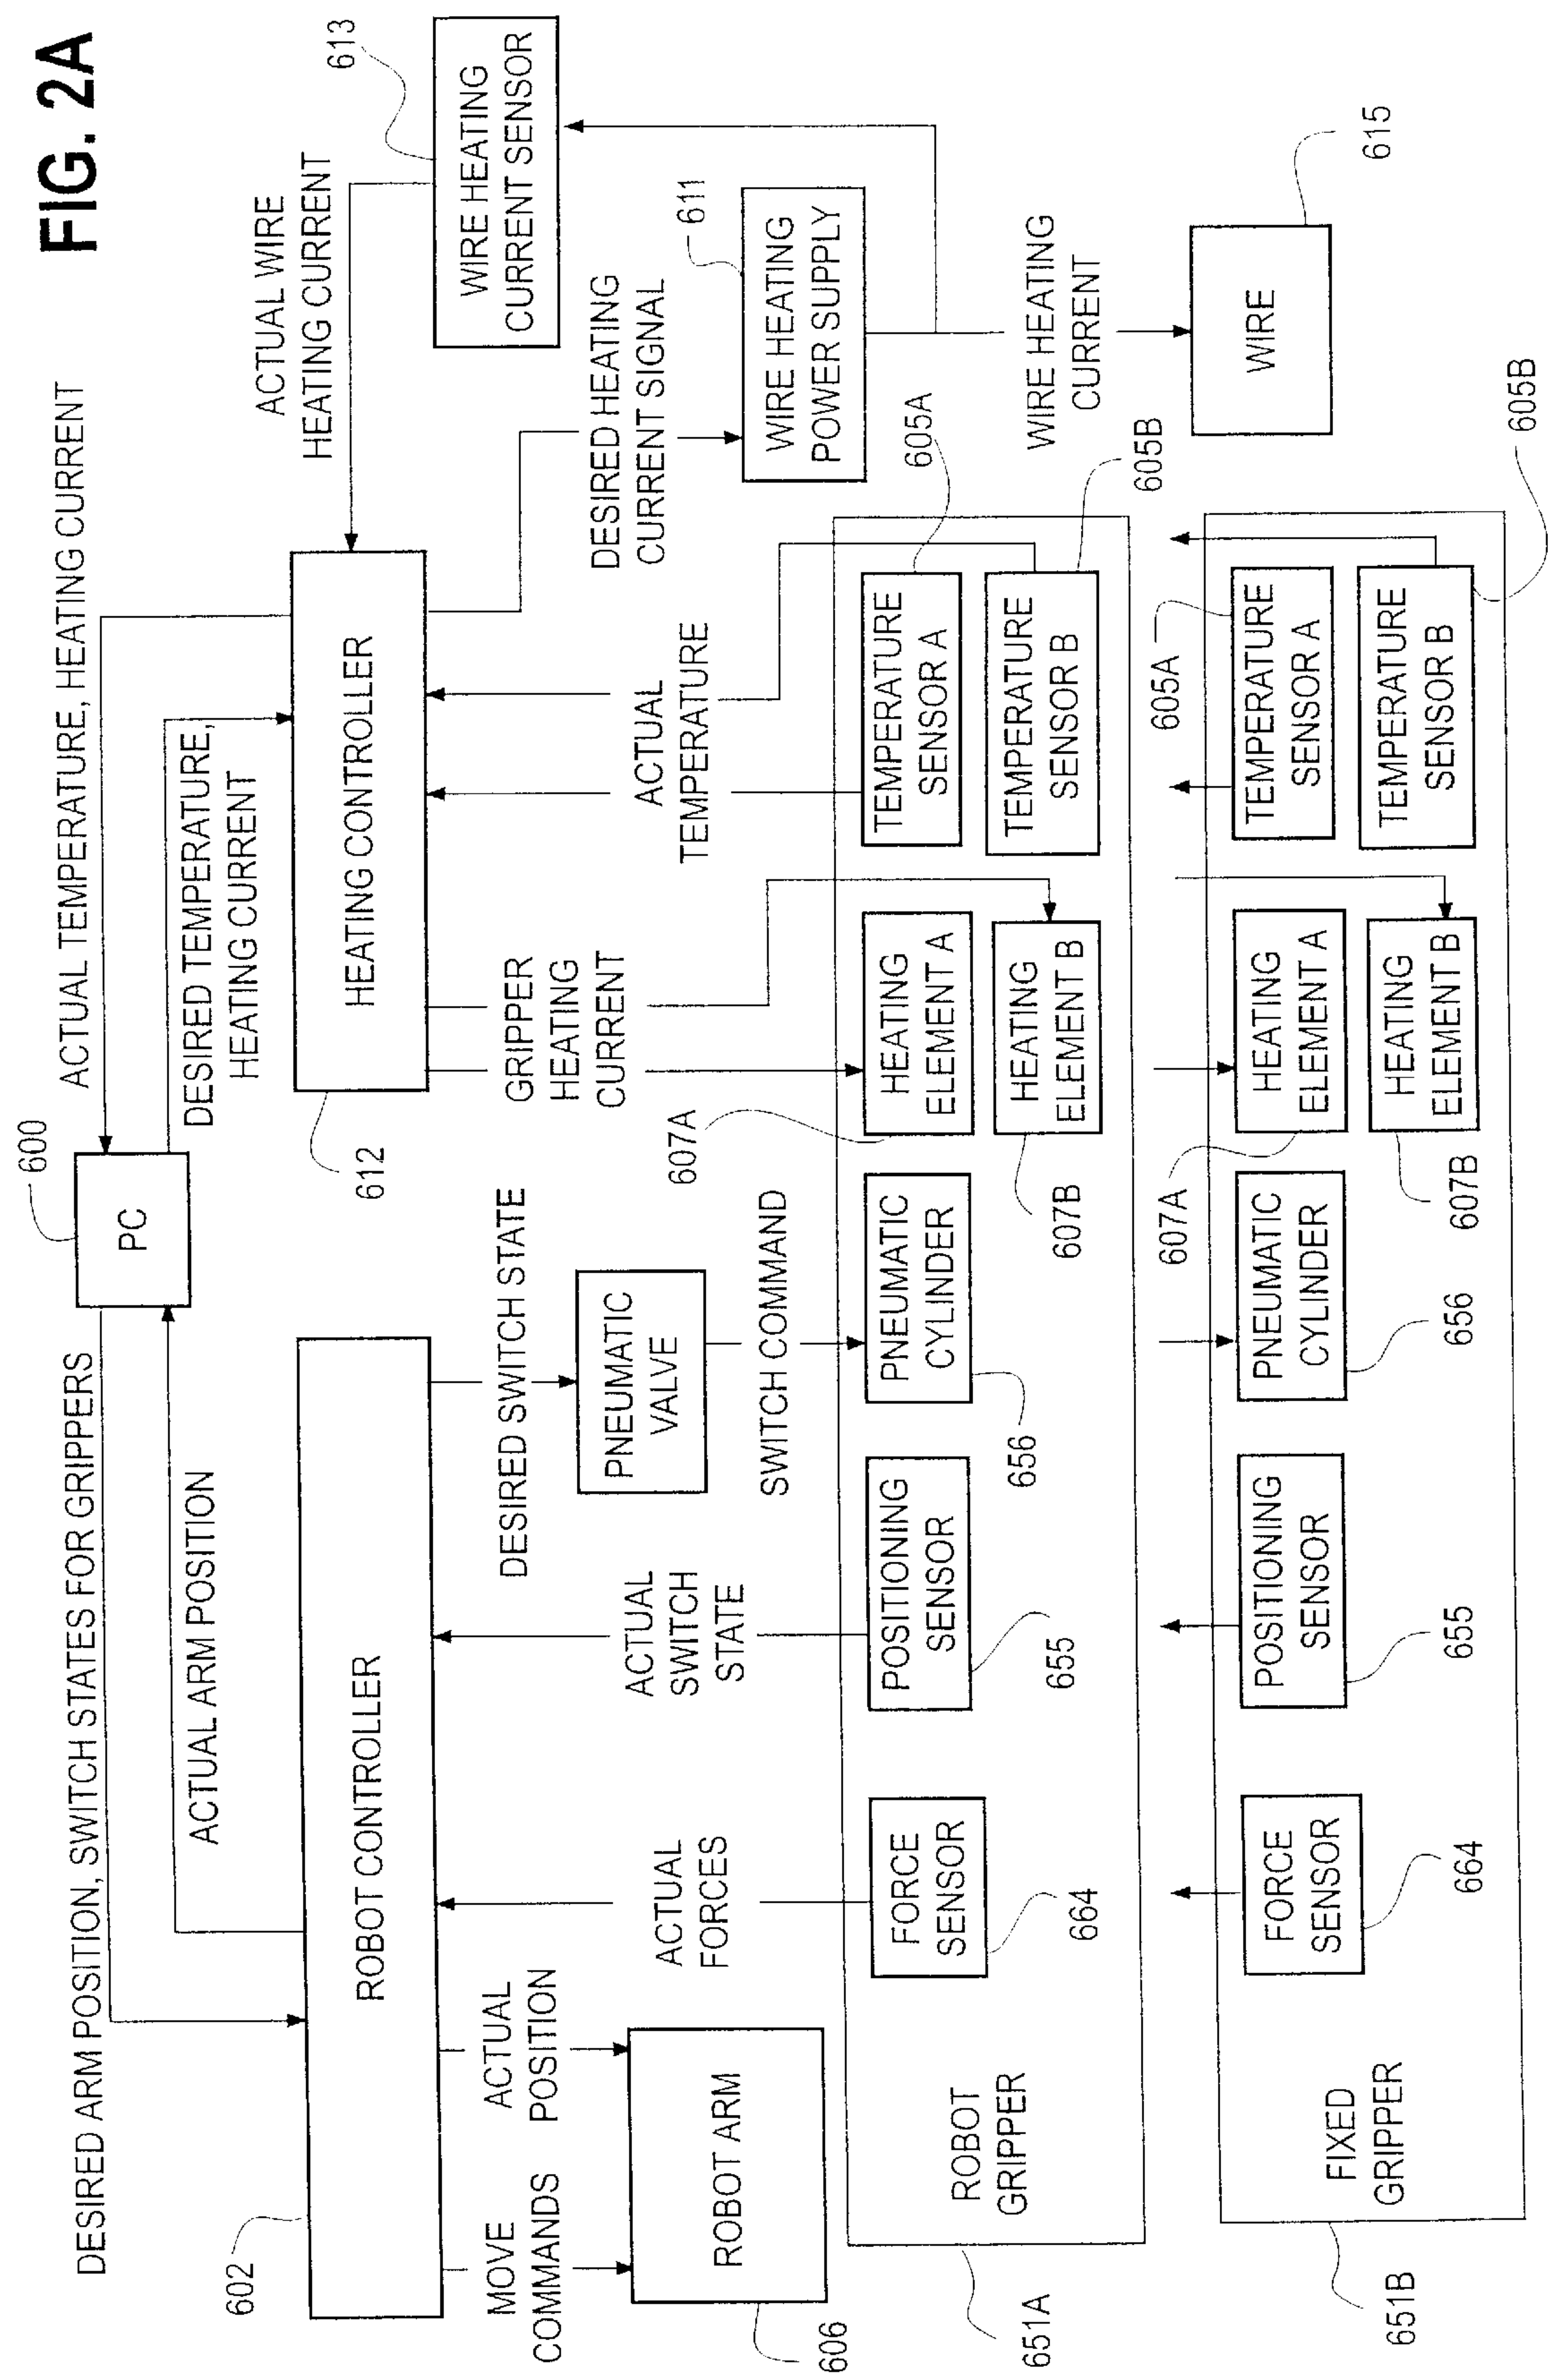 FIG. 2A
600
PC
ACTUAL TEMPERATURE, HEATING CURRENT
DESIRED TEMPERATURE,
HEATING CURRENT
DESIRED ARM POSITION, SWITCH STATES FOR GRIPPERS
ACTUAL ARM POSITION
602
ROBOT CONTROLLER
612
HEATING CONTROLLER
ACTUAL WIRE
HEATING CURRENT
613
WIRE HEATING
CURRENT SENSOR
MOVE
COMMANDS
ACTUAL
POSITION
ACTUAL
FORCES
ACTUAL
SWITCH
STATE
DESIRED SWITCH STATE
PNEUMATIC
VALVE
SWITCH COMMAND
GRIPPER
HEATING
CURRENT
ACTUAL
TEMPERATURE
DESIRED HEATING
CURRENT SIGNAL
611
WIRE HEATING
POWER SUPPLY
WIRE HEATING
CURRENT
615
WIRE
606
ROBOT ARM
651A
ROBOT
GRIPPER
FORCE
SENSOR
664
POSITIONING
SENSOR
655
PNEUMATIC
CYLINDER
656
607A
HEATING
ELEMENT A
HEATING
ELEMENT B
607B
TEMPERATURE
SENSOR A
605A
TEMPERATURE
SENSOR B
605B
651B
FIXED
GRIPPER
FORCE
SENSOR
664
POSITIONING
SENSOR
655
PNEUMATIC
CYLINDER
656
607A
HEATING
ELEMENT A
HEATING
ELEMENT B
607B
605A
TEMPERATURE
SENSOR A
TEMPERATURE
SENSOR B
605B